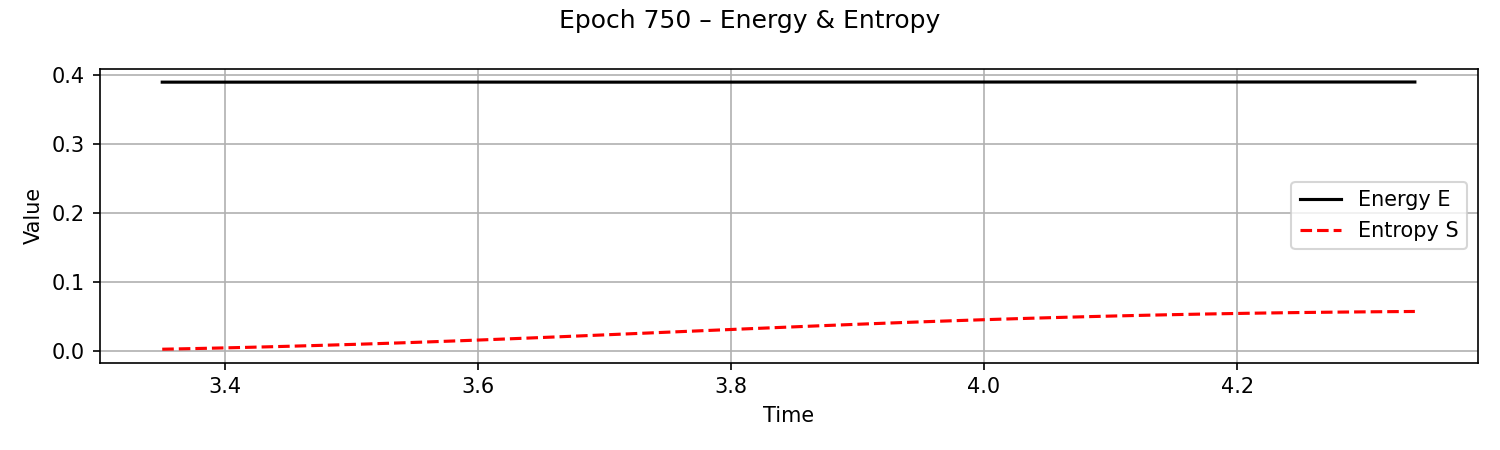 Epoch 750 – Energy & Entropy
0.4
0.3
0.2
0.1
0.0
Value
Energy E
Entropy S
3.4 3.6 3.8 4.0 4.2
Time